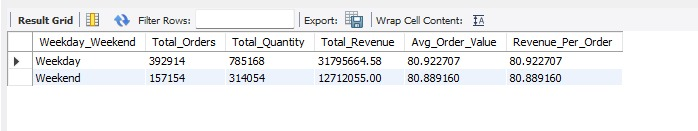 Result Grid Filter Rows: Export: Wrap Cell Content:
Weekday_Weekend Total_Orders Total_Quantity Total_Revenue Avg_Order_Value Revenue_Per_Order
Weekday 392914 785168 31795664.58 80.922707 80.922707
Weekend 157154 314054 12712055.00 80.889160 80.889160